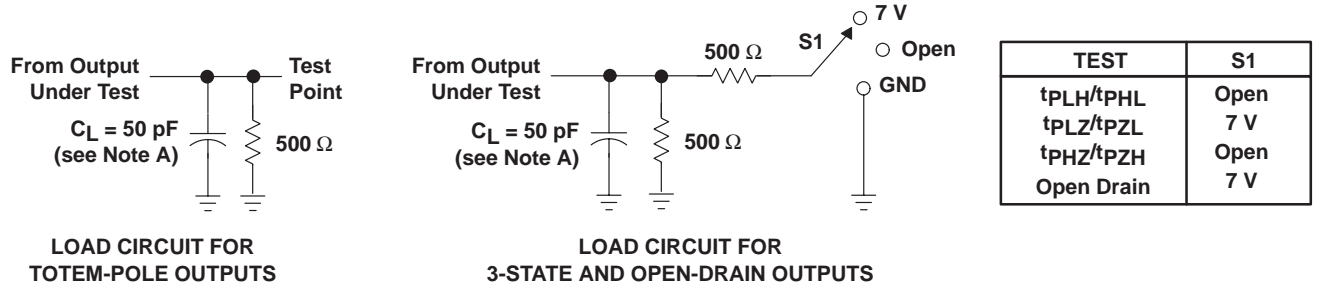 From Output
Under Test
Test
Point
CL = 50 pF
(see Note A)
500 Ω
LOAD CIRCUIT FOR
TOTEM-POLE OUTPUTS
From Output
Under Test
500 Ω
S1
7 V
Open
GND
CL = 50 pF
(see Note A)
500 Ω
LOAD CIRCUIT FOR
3-STATE AND OPEN-DRAIN OUTPUTS
TEST S1
tPLH/tPHL Open
tPLZ/tPZL 7 V
tPHZ/tPZH Open
Open Drain 7 V